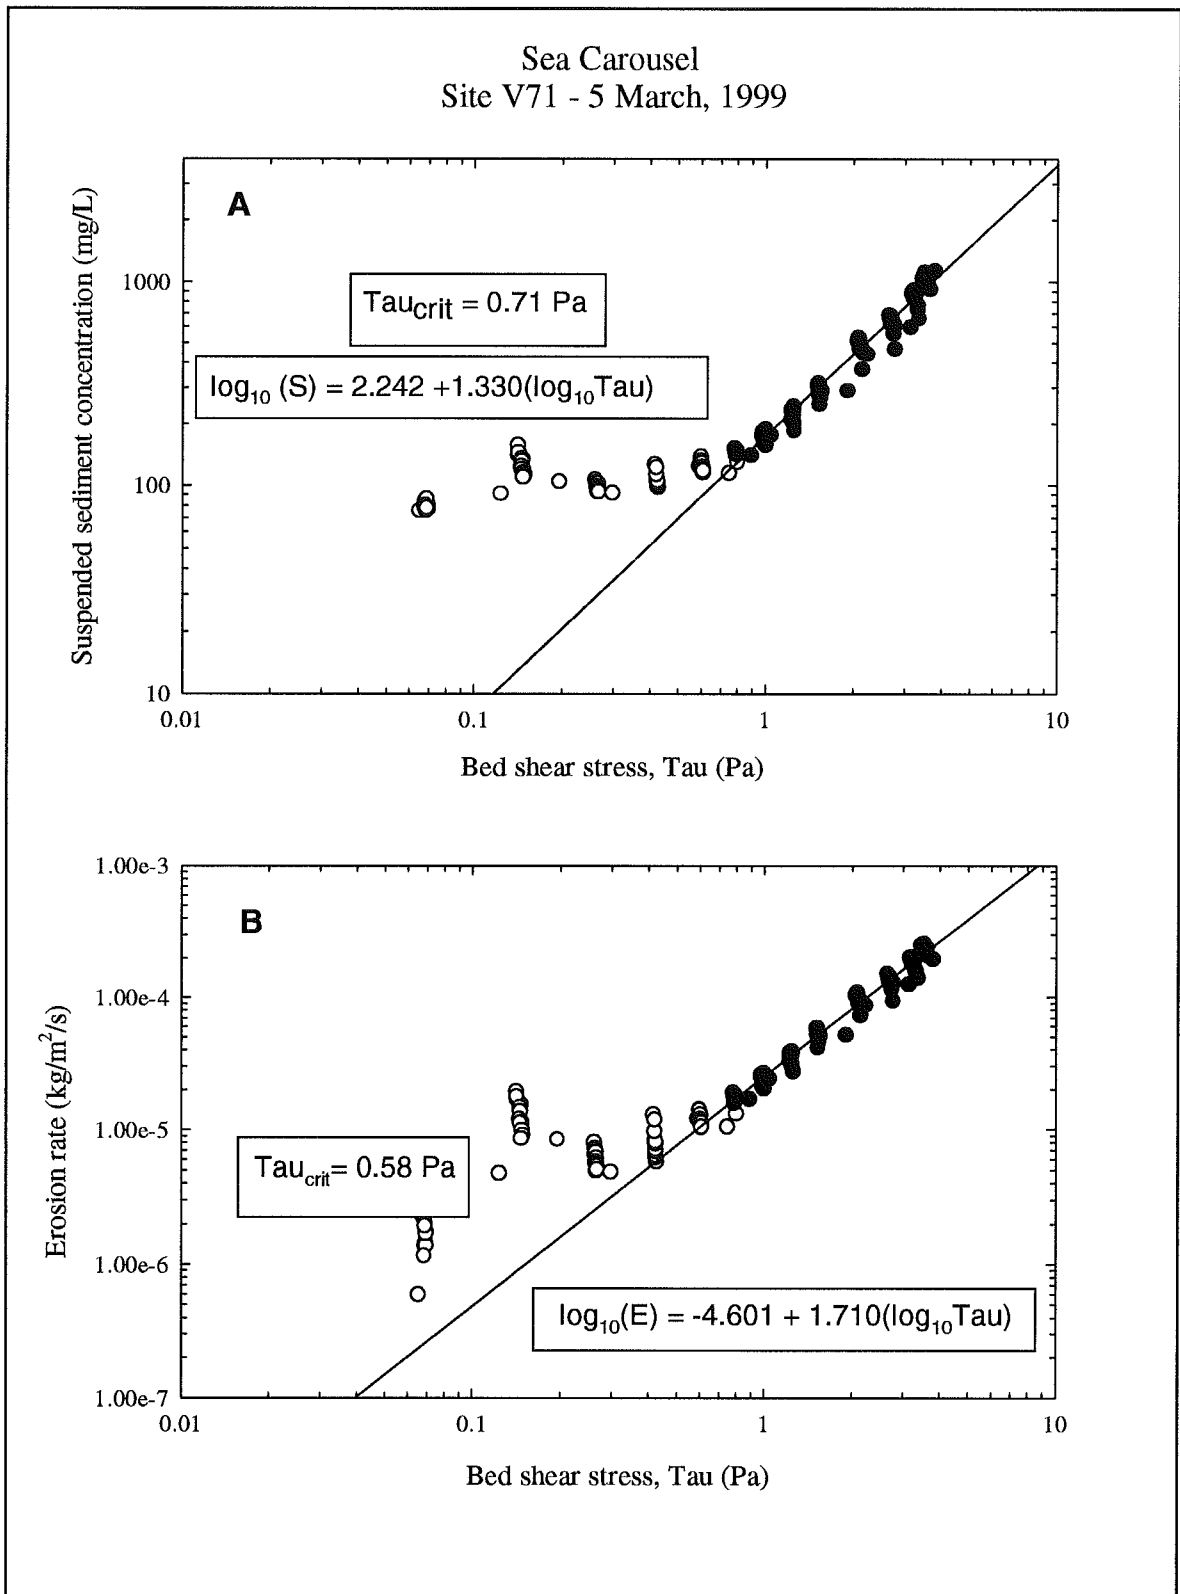 Sea Carousel
Site V71 - 5 March, 1999
A
Tau_crit = 0.71 Pa
log₁₀ (S) = 2.242 +1.330(log₁₀Tau)
Suspended sediment concentration (mg/L)
1000
100
10
0.01 0.1 1 10
Bed shear stress, Tau (Pa)
B
Tau_crit= 0.58 Pa
log₁₀(E) = -4.601 + 1.710(log₁₀Tau)
Erosion rate (kg/m²/s)
1.00e-3
1.00e-4
1.00e-5
1.00e-6
1.00e-7
0.01 0.1 1 10
Bed shear stress, Tau (Pa)